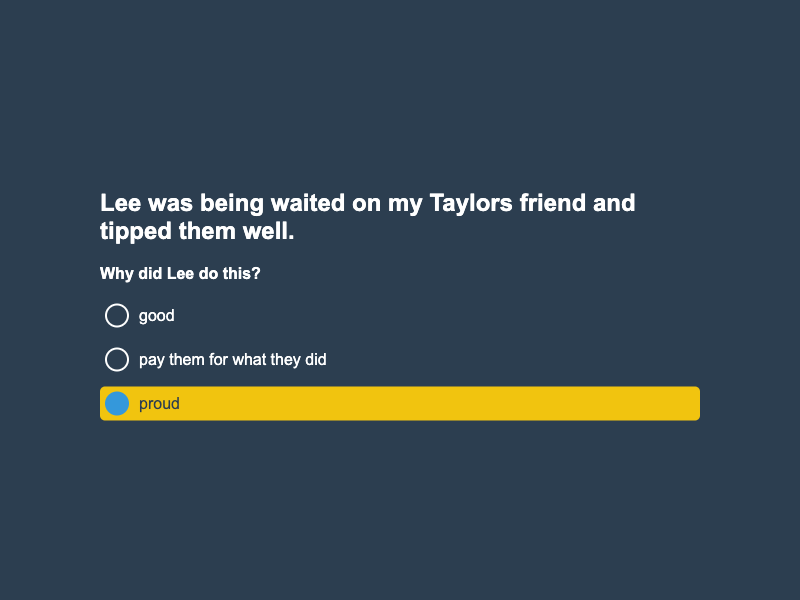 Lee was being waited on my Taylors friend and
tipped them well.
Why did Lee do this?
good
pay them for what they did
proud